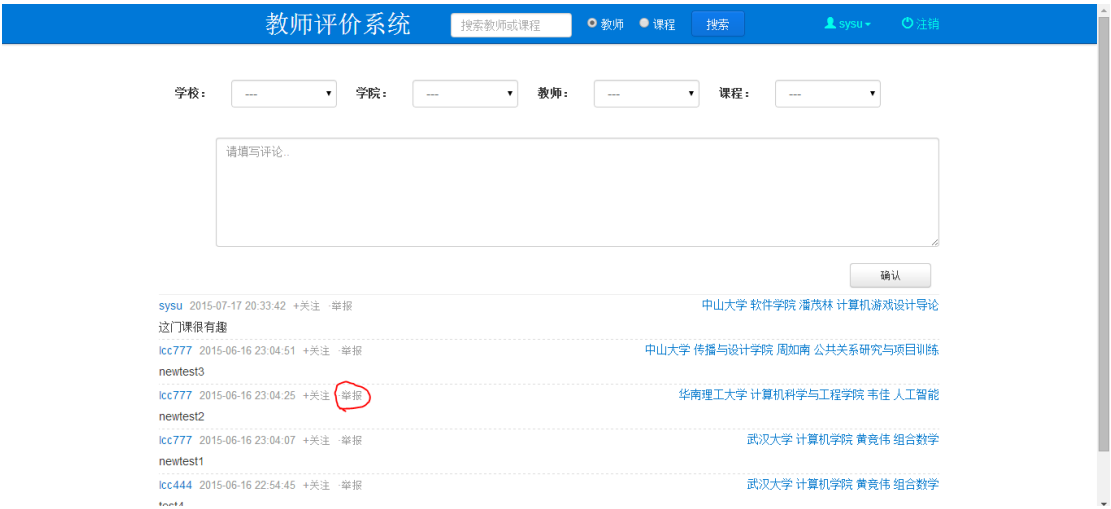 教师评价系统 搜索教师或课程 教师 课程 搜索 sysu 注销
学校： --- 学院： --- 教师： --- 课程： ---
请填写评论..
确认
sysu 2015-07-17 20:33:42 +关注 ·举报 中山大学 软件学院 潘茂林 计算机游戏设计导论
这门课很有趣
lcc777 2015-06-16 23:04:51 +关注 ·举报 中山大学 传播与设计学院 周如南 公共关系研究与项目训练
newtest3
lcc777 2015-06-16 23:04:25 +关注 ·举报 华南理工大学 计算机科学与工程学院 韦佳 人工智能
newtest2
lcc777 2015-06-16 23:04:07 +关注 ·举报 武汉大学 计算机学院 黄竞伟 组合数学
newtest1
lcc444 2015-06-16 22:54:45 +关注 ·举报 武汉大学 计算机学院 黄竞伟 组合数学
test4